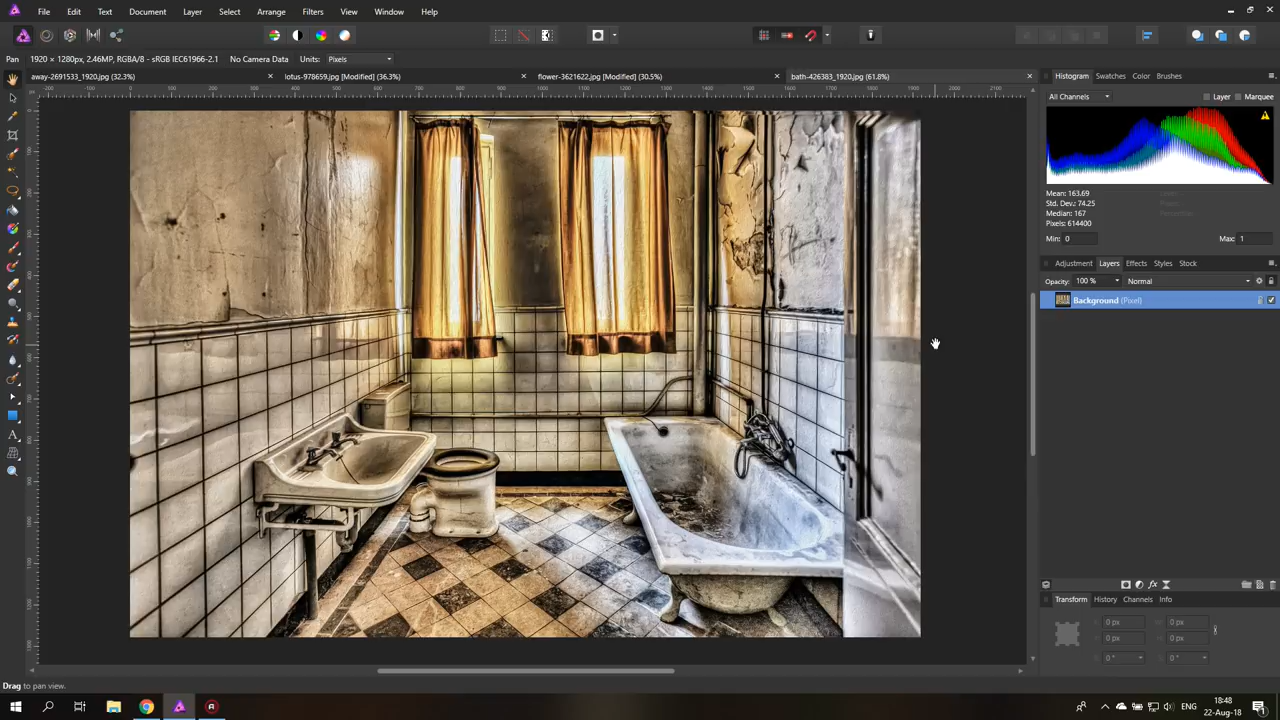 File Edit Text Document Layer Select Arrange Filters View Window Help
Pan 1920 × 1280px, 2.46MP, RGBA/8 - sRGB IEC61966-2.1 No Camera Data Units: Pixels
away-2691533_1920.jpg (32.3%) lotus-978659.jpg [Modified] (36.3%) flower-3621622.jpg [Modified] (30.5%) bath-426383_1920.jpg (61.8%)
Histogram Swatches Color Brushes
All Channels Layer Marquee
Mean: 163.69
Std. Dev.: 74.25
Median: 167
Pixels: 614400
Min: 0 Max: 1
Adjustment Layers Effects Styles Stock
Opacity: 100 % Normal
Background (Pixel)
Transform History Channels Info
0 px 0 px
0 px 0 px
0 ° 0 °
Drag to pan view.
18:48
ENG
22-Aug-18